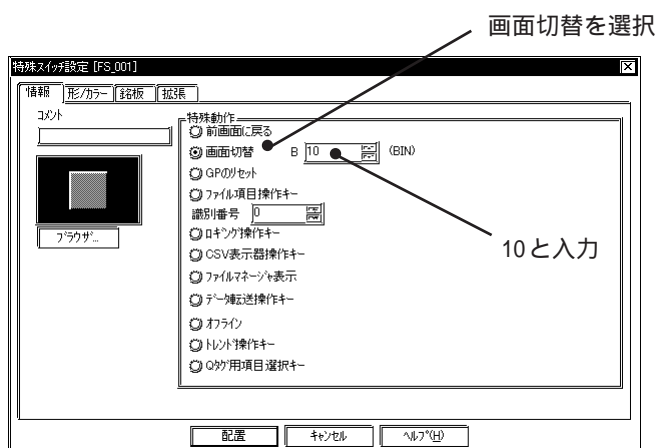 画面切替を選択
特殊スイッチ設定 [FS_001]
情報 形/カラー 銘板 拡張
コメント
ブラウザ...
特殊動作
前画面に戻る
画面切替 B 10 (BIN)
GPのリセット
ファイル項目操作キー
識別番号 0
ロギング操作キー
CSV表示器操作キー
ファイルマネージャ表示
データ転送操作キー
オフライン
トレンド操作キー
Qタグ用項目選択キー
10と入力
配置 キャンセル ヘルプ(H)